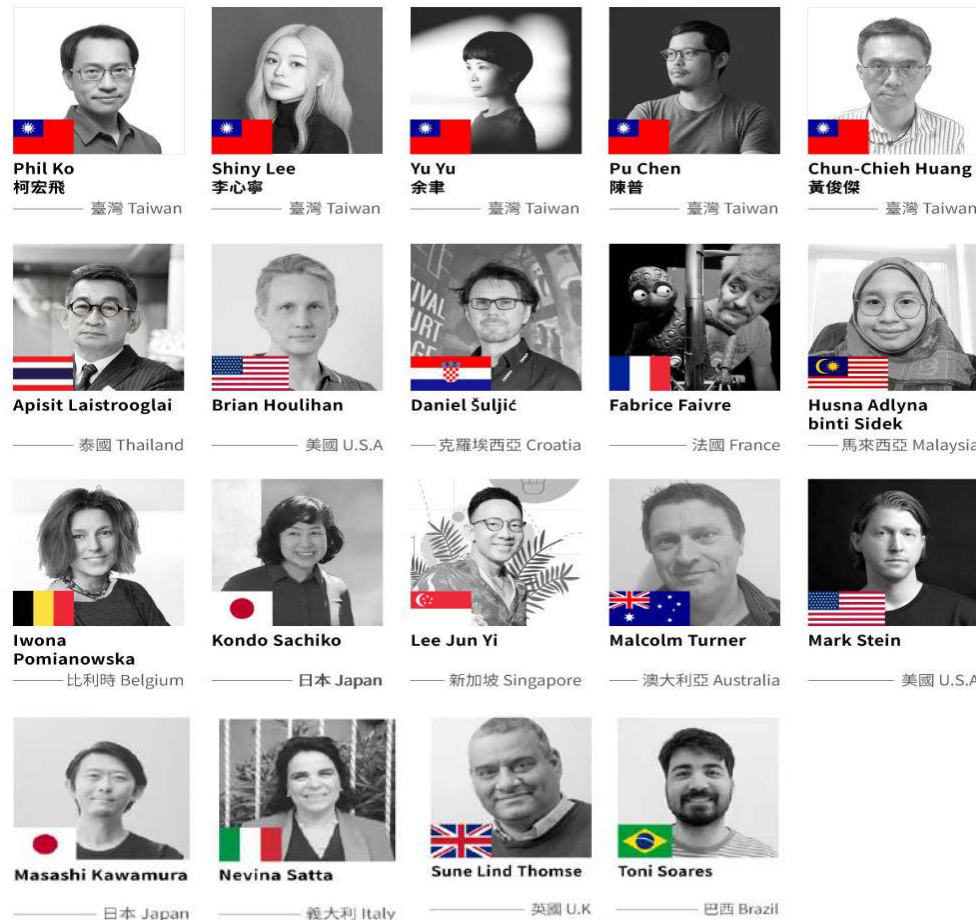 Phil Ko
柯宏飛
臺灣 Taiwan
Shiny Lee
李心寧
臺灣 Taiwan
Yu Yu
余聿
臺灣 Taiwan
Pu Chen
陳普
臺灣 Taiwan
Chun-Chieh Huang
黃俊傑
臺灣 Taiwan
Apisit Laistrooglai
泰國 Thailand
Brian Houlihan
美國 U.S.A
Daniel Šuljić
克羅埃西亞 Croatia
Fabrice Faivre
法國 France
Husna Adlyna
binti Sidek
馬來西亞 Malaysia
Iwona
Pomianowska
比利時 Belgium
Kondo Sachiko
日本 Japan
Lee Jun Yi
新加坡 Singapore
Malcolm Turner
澳大利亞 Australia
Mark Stein
美國 U.S.A
Masashi Kawamura
日本 Japan
Nevina Satta
義大利 Italy
Sune Lind Thomse
英國 U.K
Toni Soares
巴西 Brazil